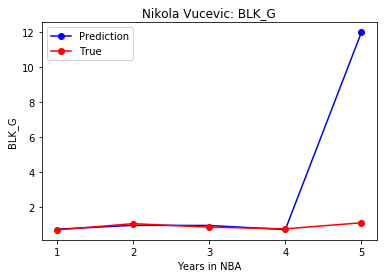 Nikola Vucevic: BLK_G
Prediction
True
12
10
8
6
4
2
BLK_G
1 2 3 4 5
Years in NBA